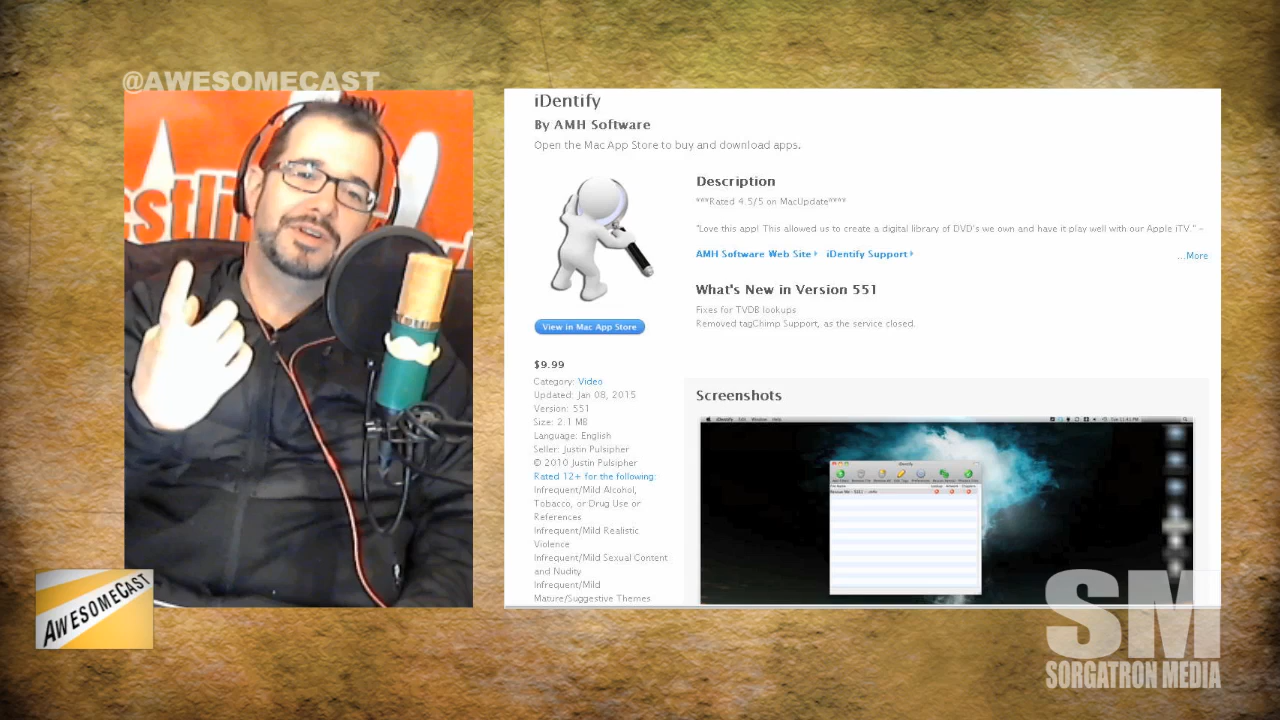 @AWESOMECAST
stli
iDentify
By AMH Software
Open the Mac App Store to buy and download apps.
Description
***Rated 4.5/5 on MacUpdate****
"Love this app! This allowed us to create a digital library of DVD's we own and have it play well with our Apple iTV." –
AMH Software Web Site
iDentify Support
...More
What's New in Version 551
Fixes for TVDB lookups
Removed tagChimp Support, as the service closed.
View in Mac App Store
$9.99
Category: Video
Updated: Jan 08, 2015
Version: 551
Size: 2.1 MB
Language: English
Seller: Justin Pulsipher
© 2010 Justin Pulsipher
Rated 12+ for the following:
Infrequent/Mild Alcohol,
Tobacco, or Drug Use or
References
Infrequent/Mild Realistic
Violence
Infrequent/Mild Sexual Content
and Nudity
Infrequent/Mild
Mature/Suggestive Themes
Screenshots
iDentify Edit Window Help
iDentify
AWESOMECAST
SM
SORGATRON MEDIA